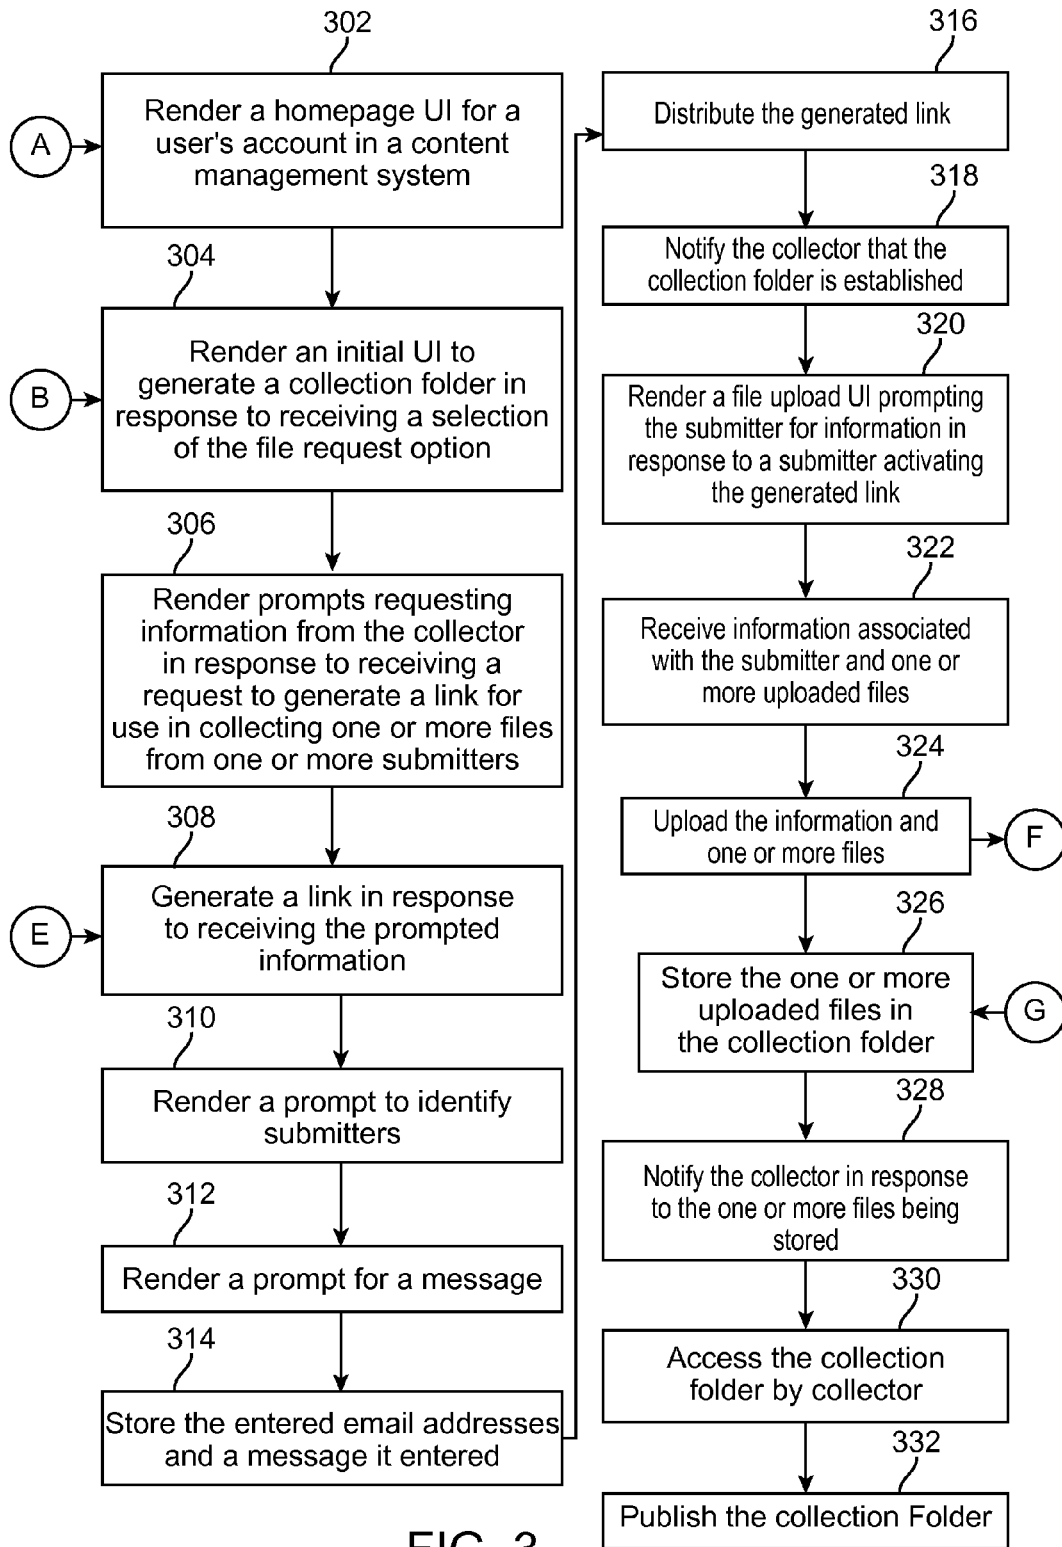 302
Render a homepage UI for a
user's account in a content
management system
A
304
Render an initial UI to
generate a collection folder in
response to receiving a selection
of the file request option
B
306
Render prompts requesting
information from the collector
in response to receiving a
request to generate a link for
use in collecting one or more files
from one or more submitters
308
Generate a link in response
to receiving the prompted
information
E
310
Render a prompt to identify
submitters
312
Render a prompt for a message
314
Store the entered email addresses
and a message it entered
316
Distribute the generated link
318
Notify the collector that the
collection folder is established
320
Render a file upload UI prompting
the submitter for information in
response to a submitter activating
the generated link
322
Receive information associated
with the submitter and one or
more uploaded files
324
Upload the information and
one or more files
F
326
Store the one or more
uploaded files in
the collection folder
G
328
Notify the collector in response
to the one or more files being
stored
330
Access the collection
folder by collector
332
Publish the collection Folder
FIG. 3